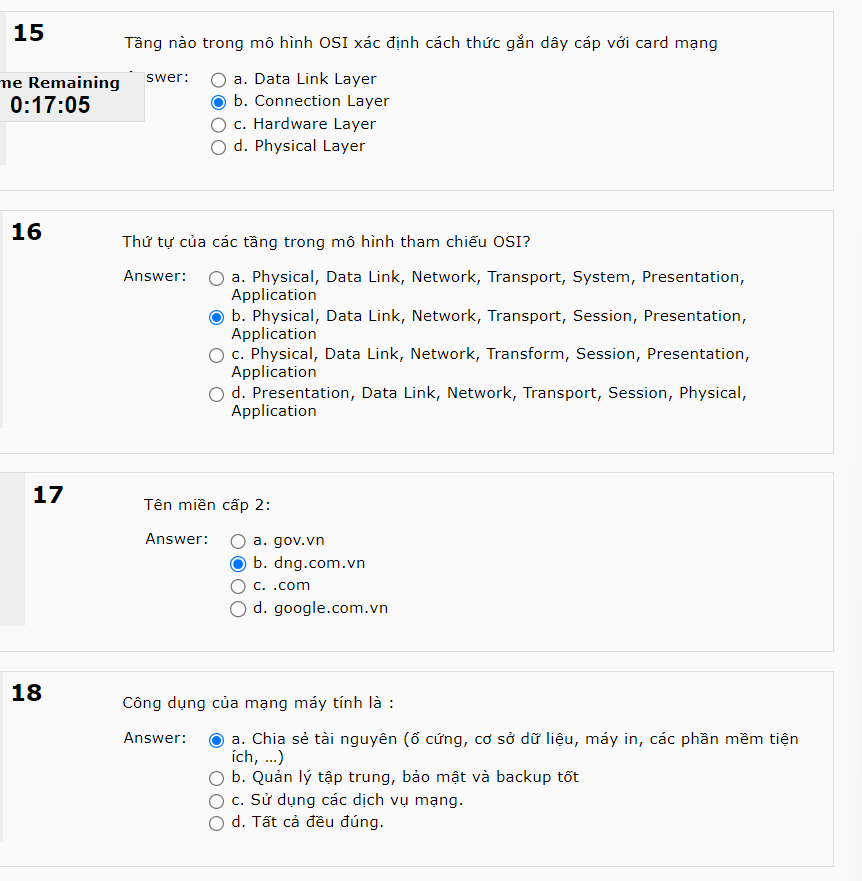 15
Tầng nào trong mô hình OSI xác định cách thức gắn dây cáp với card mạng
swer:
a. Data Link Layer
me Remaining
0:17:05
b. Connection Layer
c. Hardware Layer
d. Physical Layer
16
Thứ tự của các tầng trong mô hình tham chiếu OSI?
Answer:
a. Physical, Data Link, Network, Transport, System, Presentation,
Application
b. Physical, Data Link, Network, Transport, Session, Presentation,
Application
c. Physical, Data Link, Network, Transform, Session, Presentation,
Application
d. Presentation, Data Link, Network, Transport, Session, Physical,
Application
17
Tên miền cấp 2:
Answer:
a. gov.vn
b. dng.com.vn
c. .com
d. google.com.vn
18
Công dụng của mạng máy tính là :
Answer:
a. Chia sẻ tài nguyên (ổ cứng, cơ sở dữ liệu, máy in, các phần mềm tiện
ích, ...)
b. Quản lý tập trung, bảo mật và backup tốt
c. Sử dụng các dịch vụ mạng.
d. Tất cả đều đúng.